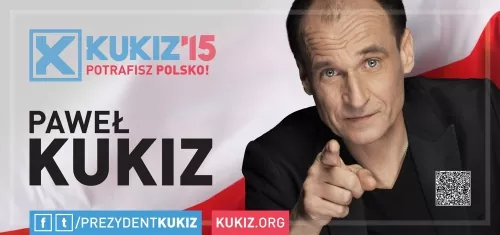 KUKIZ'15
POTRAFISZ POLSKO!
PAWEŁ
KUKIZ
f t /PREZYDENTKUKIZ KUKIZ.ORG